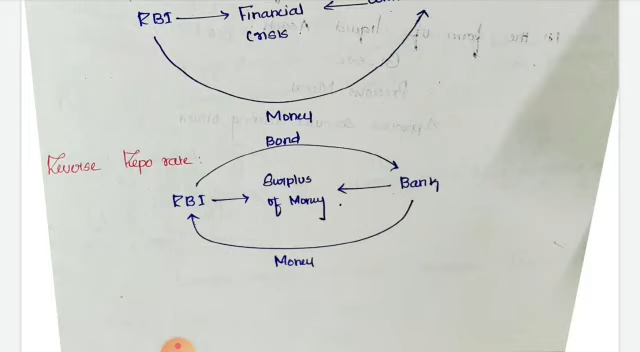 RBI Financial
crisis
Money
Reverse Repo rate:
Bond
RBI Surplus Bank
of Money.
Money